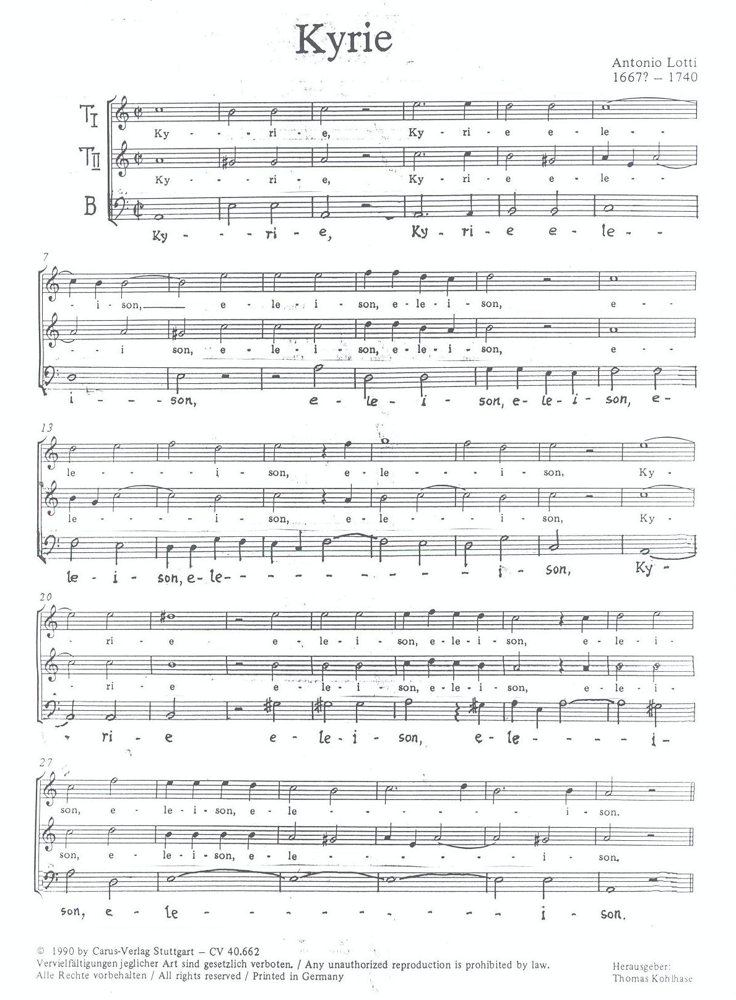 Kyrie
Antonio Lotti
1667? – 1740
TI
Ky - - - ri - e, Ky - ri - e e - le - -
TII
Ky - - - ri - e, Ky - ri - e e - le - -
B
Ky - - - ri - e, Ky - ri - e e - le - -
7
- i - son, e - le - i - son, e - le - i - son, e - -
- - i son, e - le - i - son, e - le - i - son, e - -
i - - - son, e - le - i - son, e - le - i - son, e -
13
le - - - i - son, e - le - - - i - son, Ky -
le - - - i - son, e - le - - - i - son, Ky -
le - i - son, e - le - - - - - - - i - son, Ky -
20
- ri - e e - le - i - son, e - le - i - son, e - le - i -
- ri - e e - le - i - son, e - le - i - son, e - le - i -
- ri - e e - le - i - son, e - le - - - - i -
27
son, e - le - i - son, e - le - - - - - i - son.
son, e - le - i - son, e - le - - - - - i - son.
son, e - le - - - - - - - i - son.
© 1990 by Carus-Verlag Stuttgart – CV 40.662
Vervielfältigungen jeglicher Art sind gesetzlich verboten. / Any unauthorized reproduction is prohibited by law.
Alle Rechte vorbehalten / All rights reserved / Printed in Germany
Herausgeber:
Thomas Kohlhase